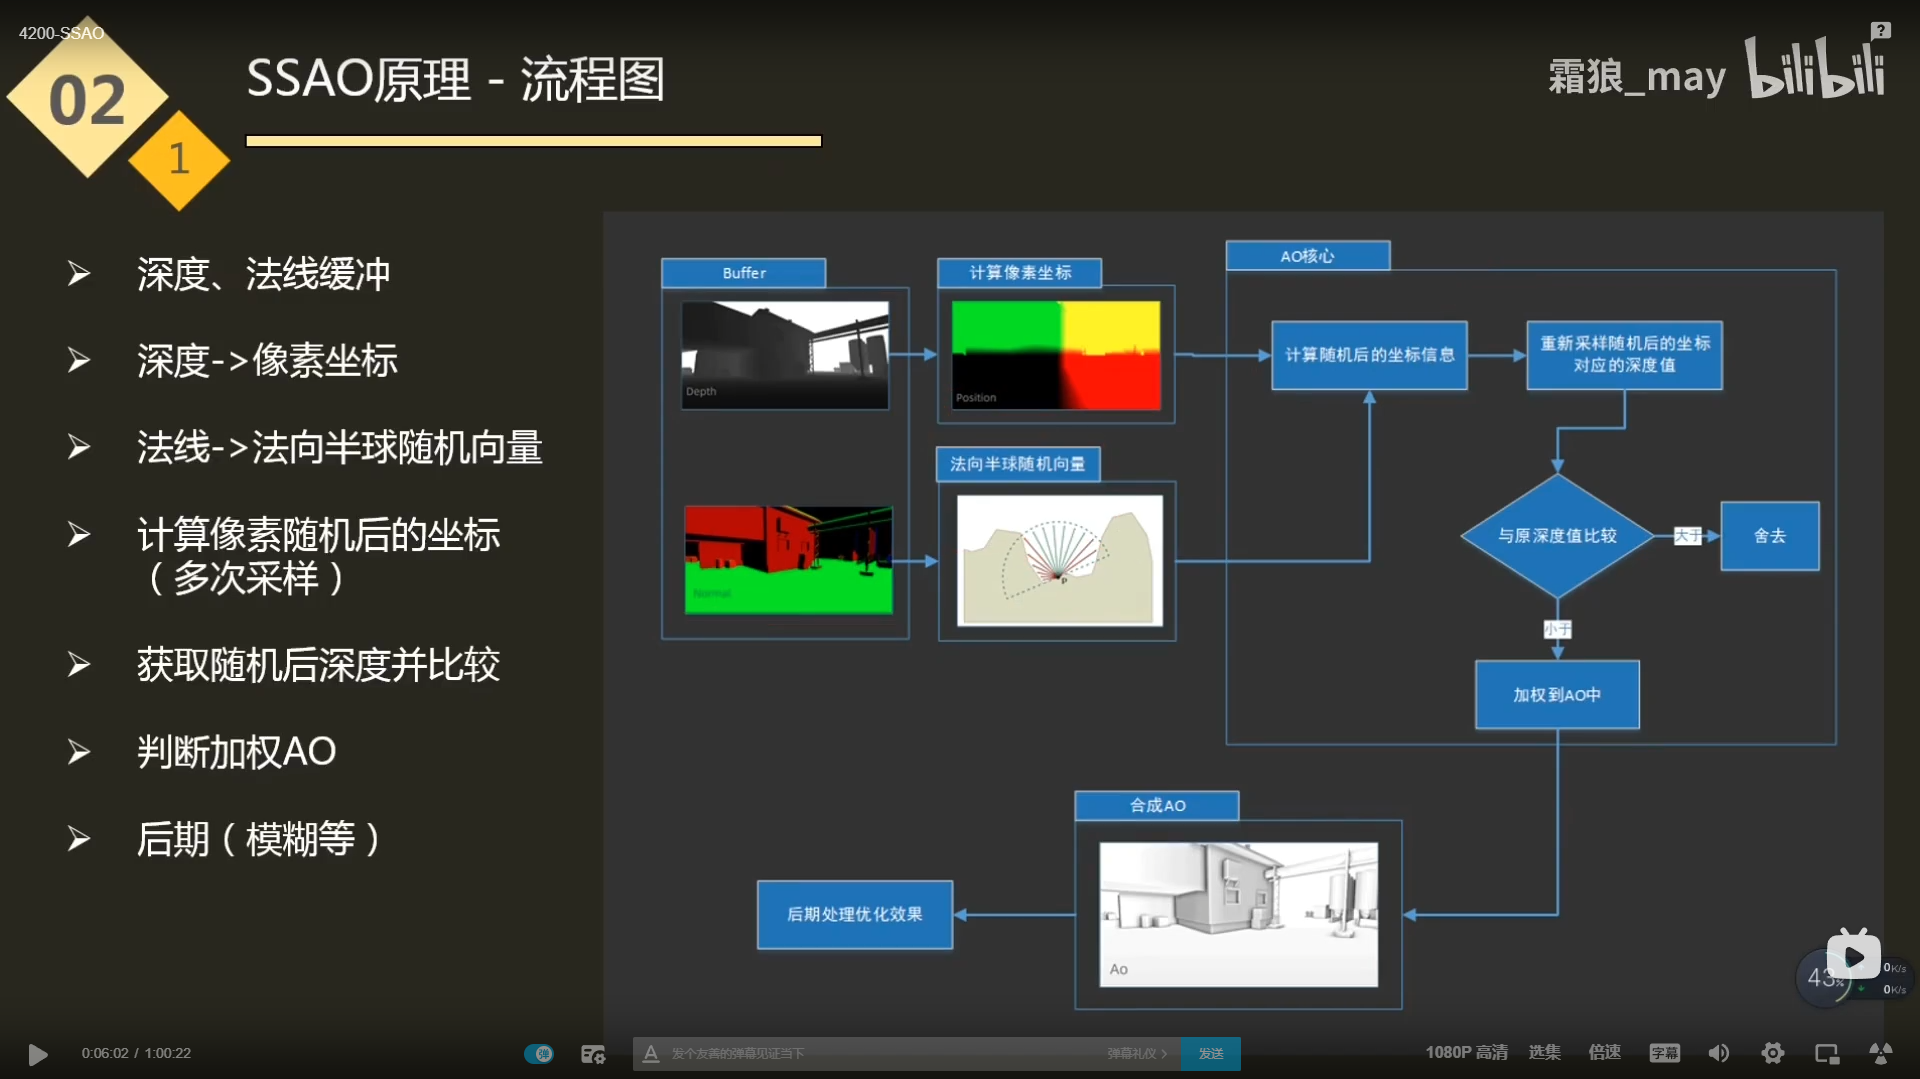 4200-SSAO
02
1
SSAO原理 - 流程图
霜狼_may
bilibili
?
深度、法线缓冲
深度->像素坐标
法线->法向半球随机向量
计算像素随机后的坐标
（多次采样）
获取随机后深度并比较
判断加权AO
后期（模糊等）
Buffer
Depth
Normal
计算像素坐标
Position
法向半球随机向量
P
AO核心
计算随机后的坐标信息
重新采样随机后的坐标
对应的深度值
与原深度值比较
大于
舍去
小于
加权到AO中
合成AO
Ao
后期处理优化效果
43%
0K/s
0K/s
0:06:02 / 1:00:22
弹
A
发个友善的弹幕见证当下
弹幕礼仪 >
发送
1080P 高清
选集
倍速
字幕